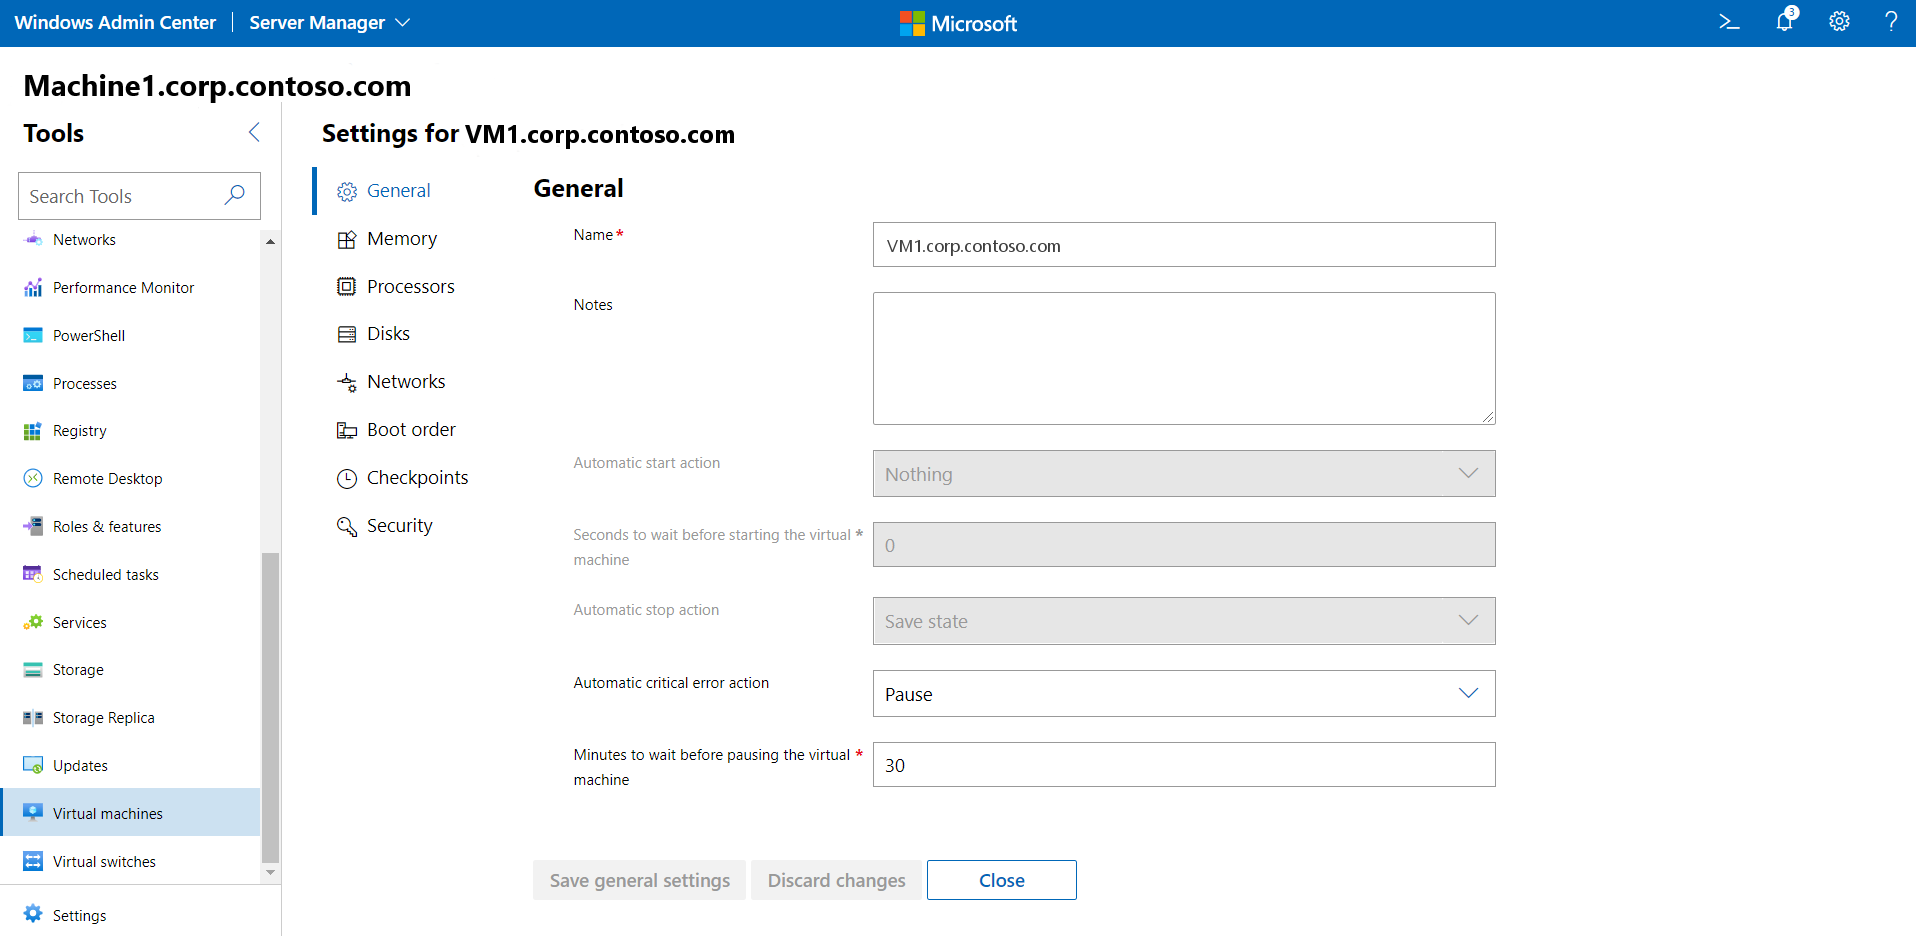 Windows Admin Center
Server Manager
Microsoft
3
?
Machine1.corp.contoso.com
Tools
Search Tools
Networks
Performance Monitor
PowerShell
Processes
Registry
Remote Desktop
Roles & features
Scheduled tasks
Services
Storage
Storage Replica
Updates
Virtual machines
Virtual switches
Settings
Settings for VM1.corp.contoso.com
General
Memory
Processors
Disks
Networks
Boot order
Checkpoints
Security
General
Name*
VM1.corp.contoso.com
Notes
Automatic start action
Nothing
Seconds to wait before starting the virtual *
machine
0
Automatic stop action
Save state
Automatic critical error action
Pause
Minutes to wait before pausing the virtual *
machine
30
Save general settings
Discard changes
Close